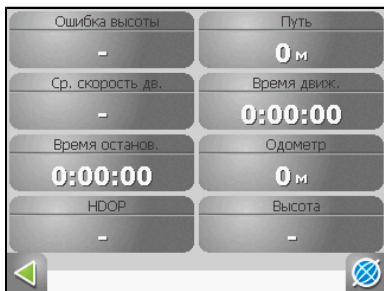 Ошибка высоты
Путь
-
0 м
Ср. скорость дв.
Время движ.
-
0:00:00
Время останов.
Одометр
0:00:00
0 м
HDOP
Высота
-
-